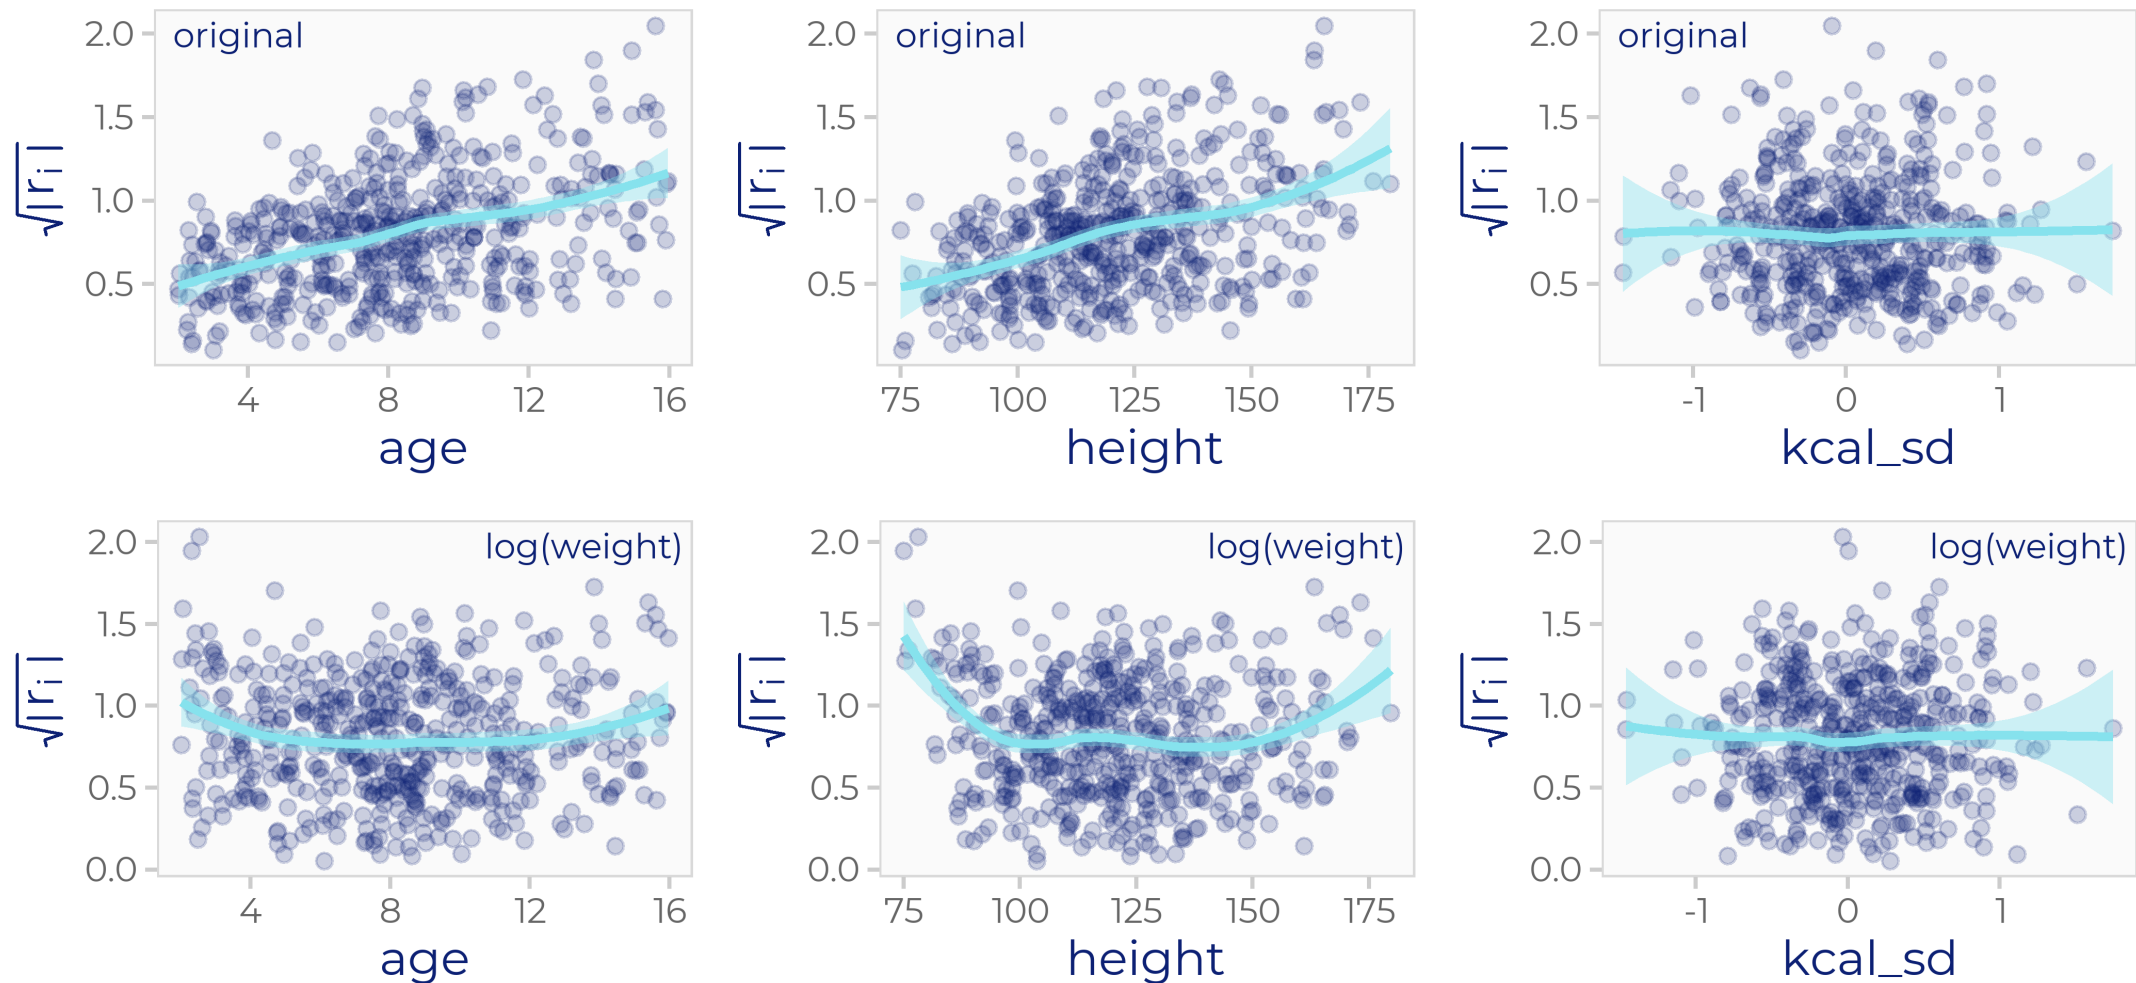 original
√|rᵢ|
2.0
1.5
1.0
0.5
4 8 12 16
age
original
√|rᵢ|
2.0
1.5
1.0
0.5
75 100 125 150 175
height
original
√|rᵢ|
2.0
1.5
1.0
0.5
-1 0 1
kcal_sd
log(weight)
√|rᵢ|
2.0
1.5
1.0
0.5
0.0
4 8 12 16
age
log(weight)
√|rᵢ|
2.0
1.5
1.0
0.5
0.0
75 100 125 150 175
height
log(weight)
√|rᵢ|
2.0
1.5
1.0
0.5
0.0
-1 0 1
kcal_sd